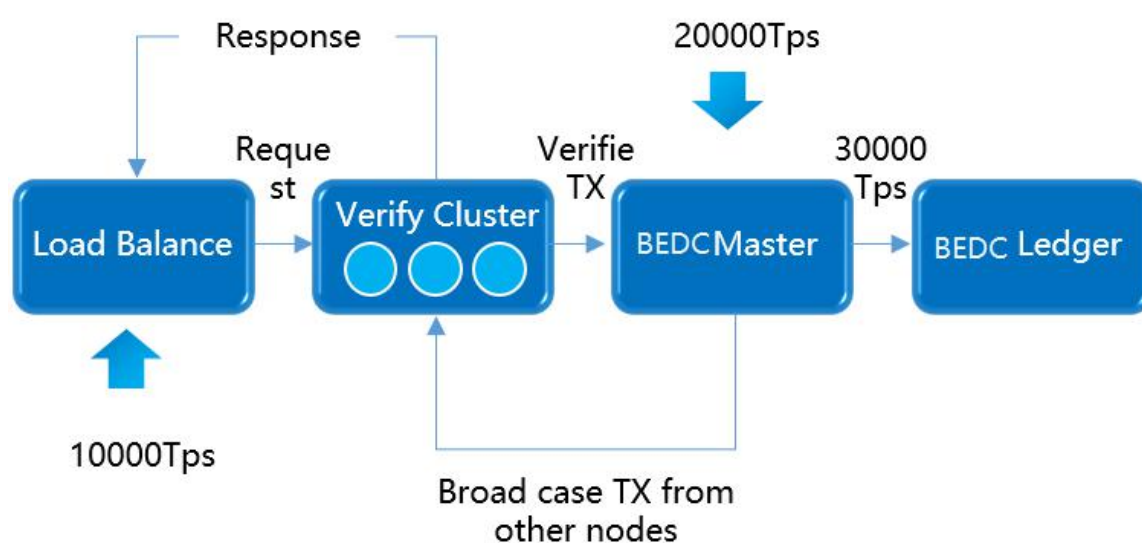 Response
20000Tps
Reque
st
Verifie
TX
30000
Tps
Load Balance
Verify Cluster
BEDC Master
BEDC Ledger
10000Tps
Broad case TX from
other nodes